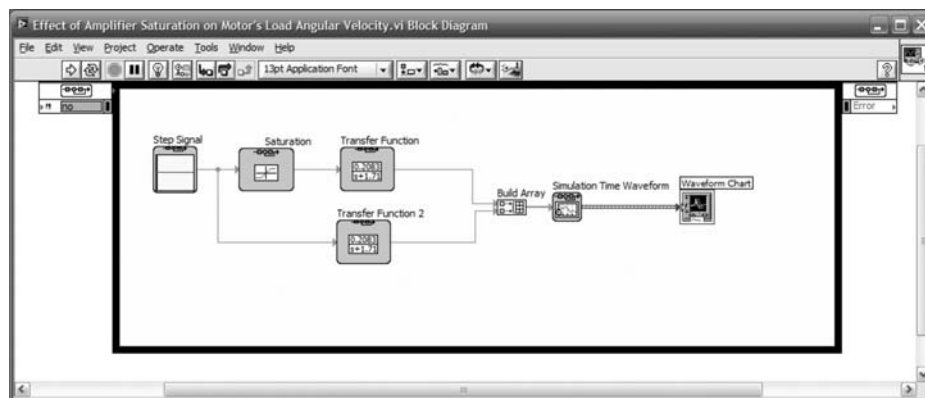 Effect of Amplifier Saturation on Motor's Load Angular Velocity.vi Block Diagram
File Edit View Project Operate Tools Window Help
13pt Application Font
no
Error
Step Signal
Saturation
Transfer Function
0.2083
s+1.71
Build Array
Simulation Time Waveform
Waveform Chart
Transfer Function 2
0.2083
s+1.71